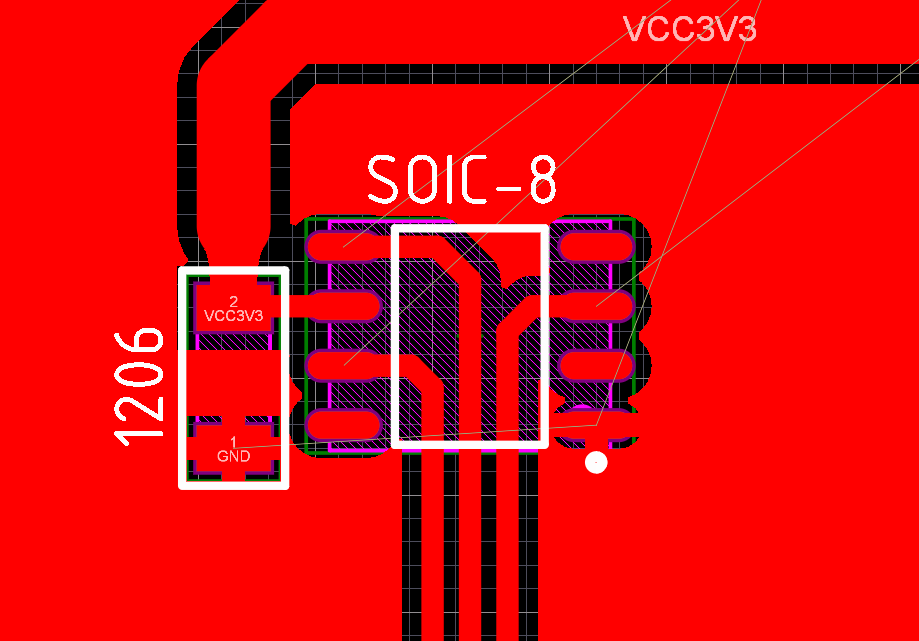 VCC3V3
SOIC-8
1206
2
VCC3V3
1
GND